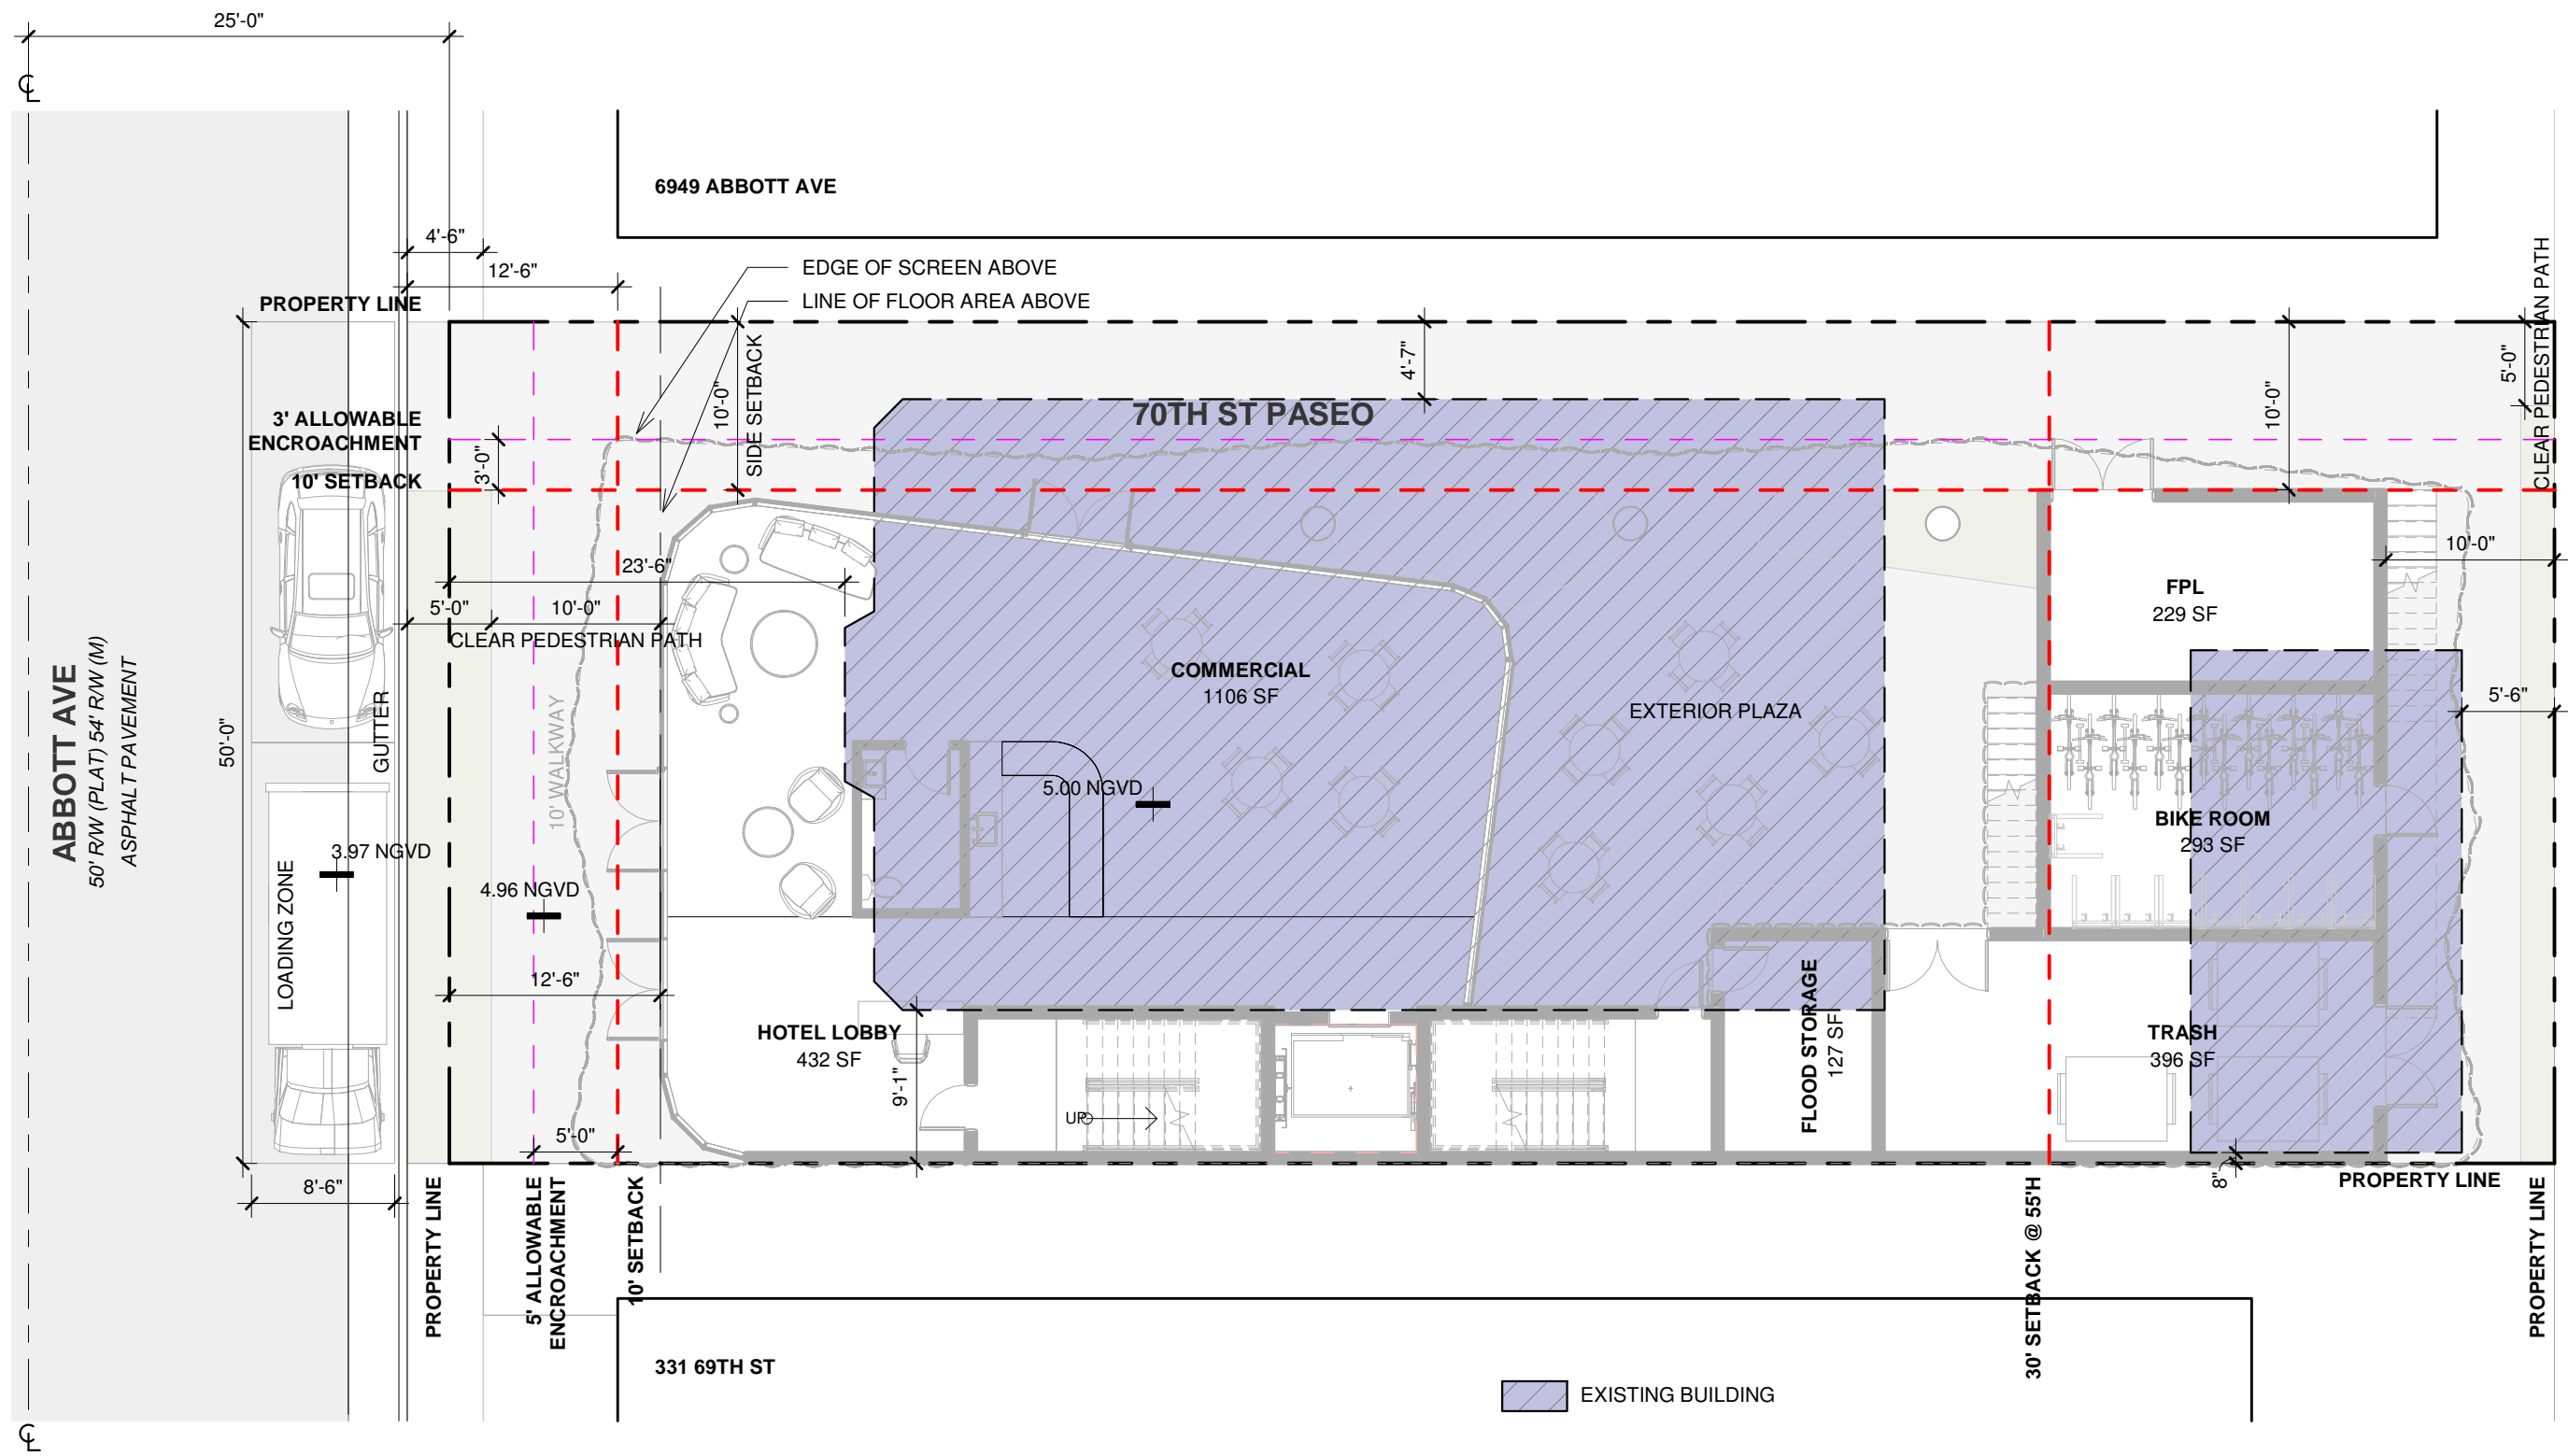 25'-0"
℄
6949 ABBOTT AVE
4'-6"
12'-6"
EDGE OF SCREEN ABOVE
LINE OF FLOOR AREA ABOVE
PROPERTY LINE
CLEAR PEDESTRIAN PATH
5'-0"
10'-0"
4'-7"
10'-0"
SIDE SETBACK
70TH ST PASEO
3' ALLOWABLE
ENCROACHMENT
3'-0"
10' SETBACK
23'-6"
10'-0"
5'-0"
10'-0"
CLEAR PEDESTRIAN PATH
FPL
229 SF
COMMERCIAL
1106 SF
EXTERIOR PLAZA
5'-6"
50'-0"
GUTTER
ABBOTT AVE
50' R/W (PLAT) 54' R/W (M)
ASPHALT PAVEMENT
10' WALKWAY
5.00 NGVD
BIKE ROOM
293 SF
3.97 NGVD
4.96 NGVD
LOADING ZONE
12'-6"
HOTEL LOBBY
432 SF
9'-1"
UP
FLOOD STORAGE
127 SF
TRASH
396 SF
5'-0"
8'-6"
8"
PROPERTY LINE
PROPERTY LINE
5' ALLOWABLE
ENCROACHMENT
10' SETBACK
30' SETBACK @ 55'H
PROPERTY LINE
331 69TH ST
EXISTING BUILDING
℄